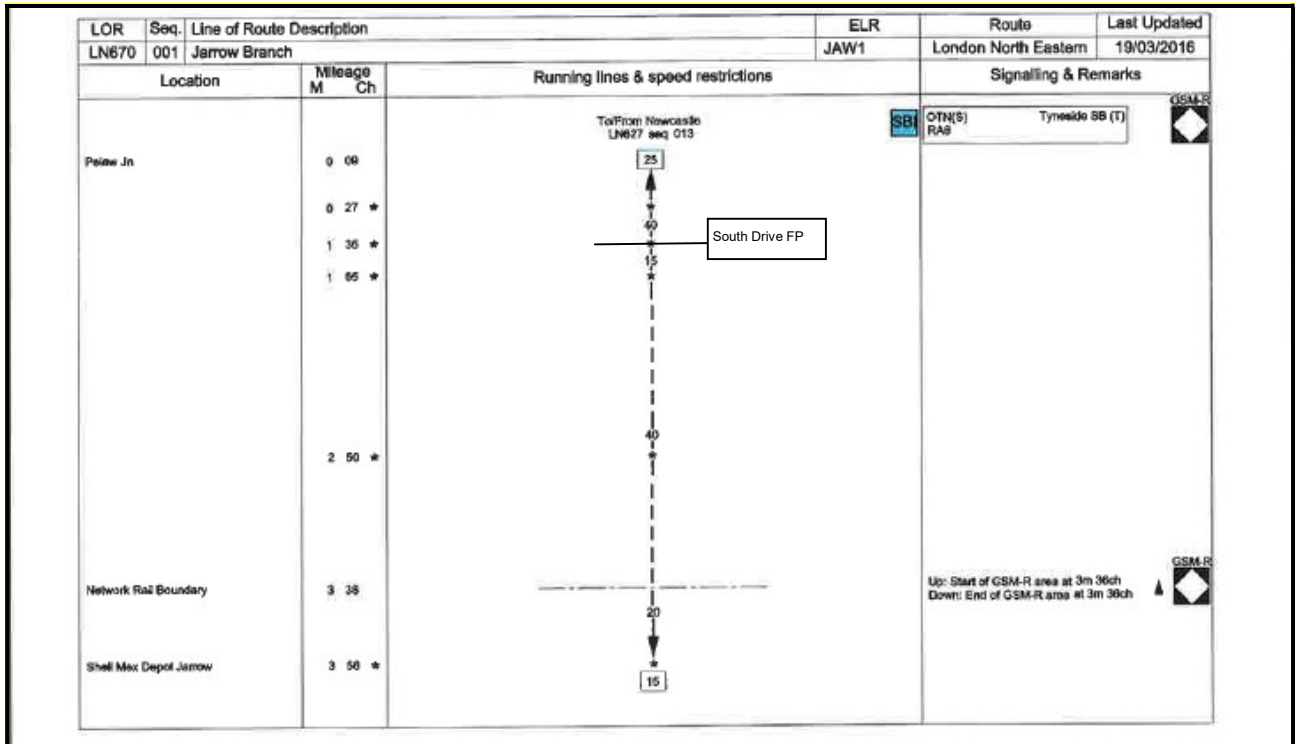 LOR Seq. Line of Route Description ELR Route Last Updated
LN670 001 Jarrow Branch JAW1 London North Eastern 19/03/2016
Location Mileage Running lines & speed restrictions Signalling & Remarks
M Ch
GSM-R
To/From Newcastle SB OTN(S) Tyneside SB (T)
LN627 seq 013 RA8
Pelaw Jn 0 09 25
0 27 *
40
South Drive FP
1 36 *
15
1 65 *
40
2 50 *
GSM-R
Up: Start of GSM-R area at 3m 36ch
Network Rail Boundary 3 38
Down: End of GSM-R area at 3m 36ch
20
Shell Mex Depot Jarrow 3 58 *
15